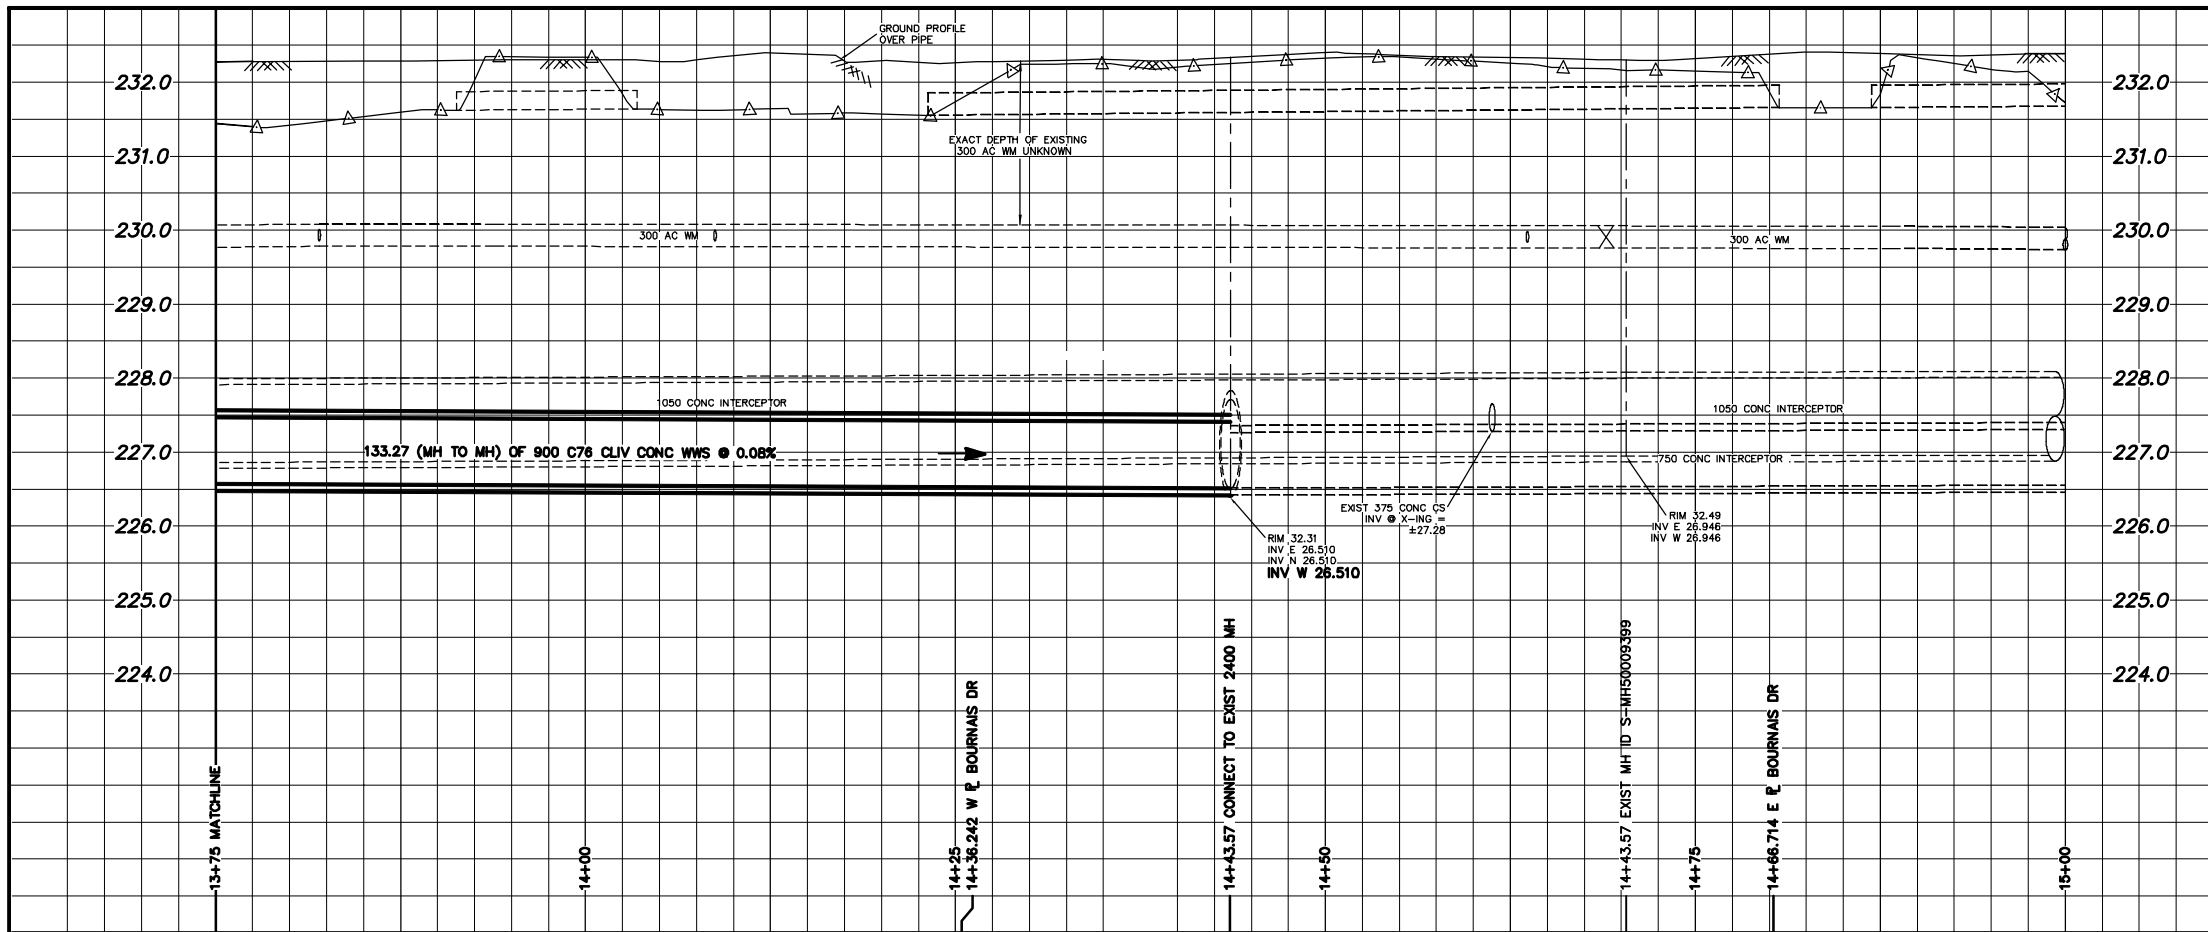 GROUND PROFILE
OVER PIPE
232.0
232.0
EXACT DEPTH OF EXISTING
300 AC WM UNKNOWN
231.0
231.0
230.0
300 AC WM
300 AC WM
230.0
229.0
229.0
228.0
228.0
1050 CONC INTERCEPTOR
1050 CONC INTERCEPTOR
227.0
133.27 (MH TO MH) OF 900 C76 CLIV CONC WWS @ 0.08%
750 CONC INTERCEPTOR
227.0
EXIST 375 CONC CS
INV @ X-ING =
±27.28
RIM 32.49
INV E 26.946
INV W 26.946
226.0
226.0
RIM 32.31
INV E 26.510
INV N 26.510
INV W 26.510
225.0
225.0
224.0
224.0
13+75 MATCHLINE
14+00
14+25
14+36.242 W PL BOURNAIS DR
14+43.57 CONNECT TO EXIST 2400 MH
14+50
14+43.57 EXIST MH ID S-MH50009399
14+75
14+66.714 E PL BOURNAIS DR
15+00